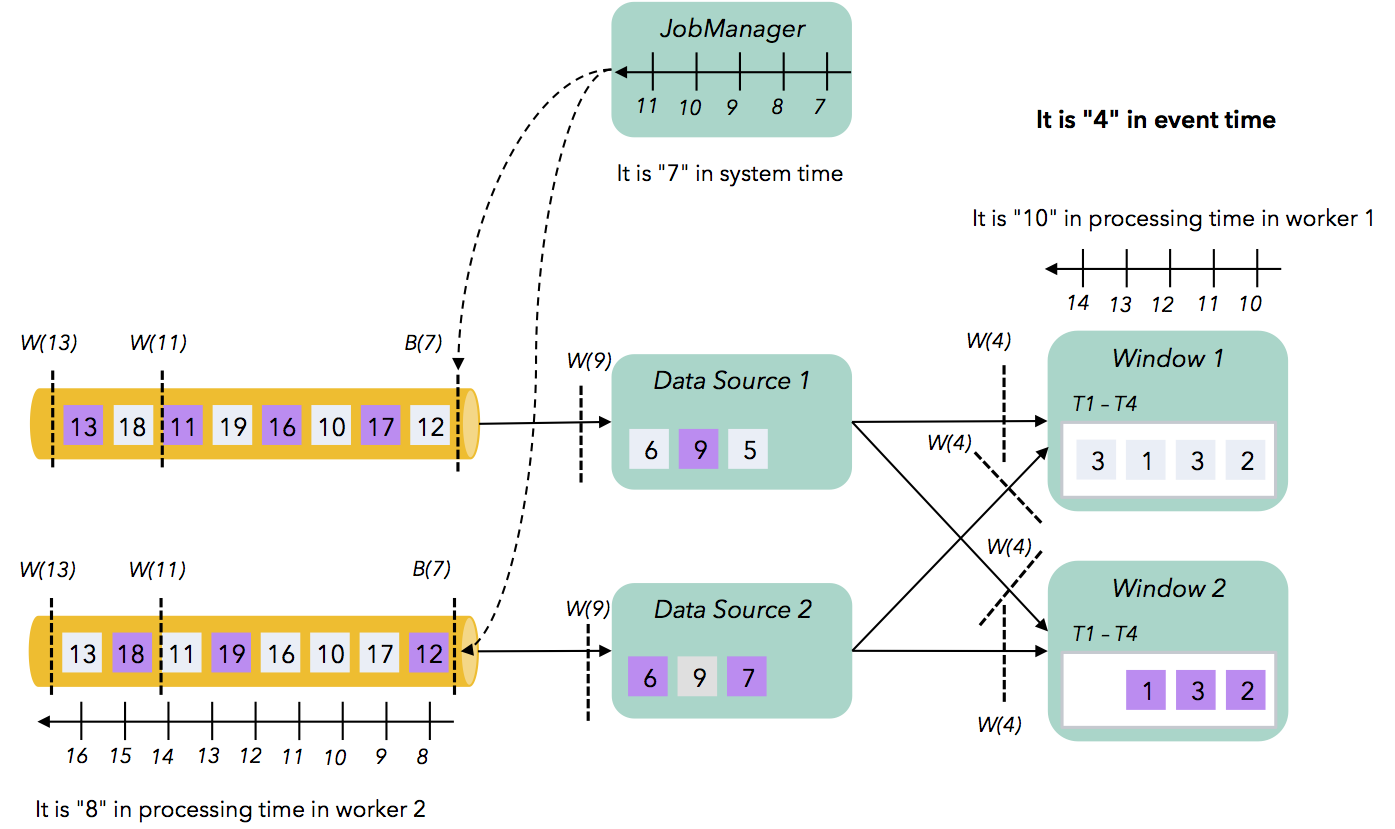 JobManager
11 10 9 8 7
It is "7" in system time
It is "4" in event time
It is "10" in processing time in worker 1
14 13 12 11 10
W(13) W(11) B(7)
13 18 11 19 16 10 17 12
W(9)
Data Source 1
6 9 5
W(4)
W(4)
Window 1
T1 – T4
3 1 3 2
W(13) W(11) B(7)
13 18 11 19 16 10 17 12
W(9)
Data Source 2
6 9 7
W(4)
W(4)
Window 2
T1 – T4
1 3 2
16 15 14 13 12 11 10 9 8
It is "8" in processing time in worker 2